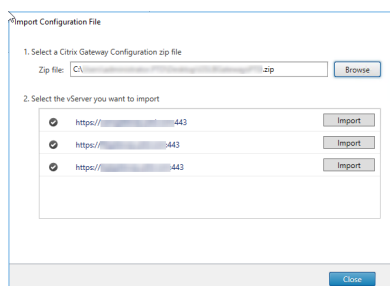 Import Configuration File
1. Select a Citrix Gateway Configuration zip file
Zip file: C:\ .zip Browse
2. Select the vServer you want to import
https:// 443 Import
https:// :443 Import
https:// :443 Import
Close